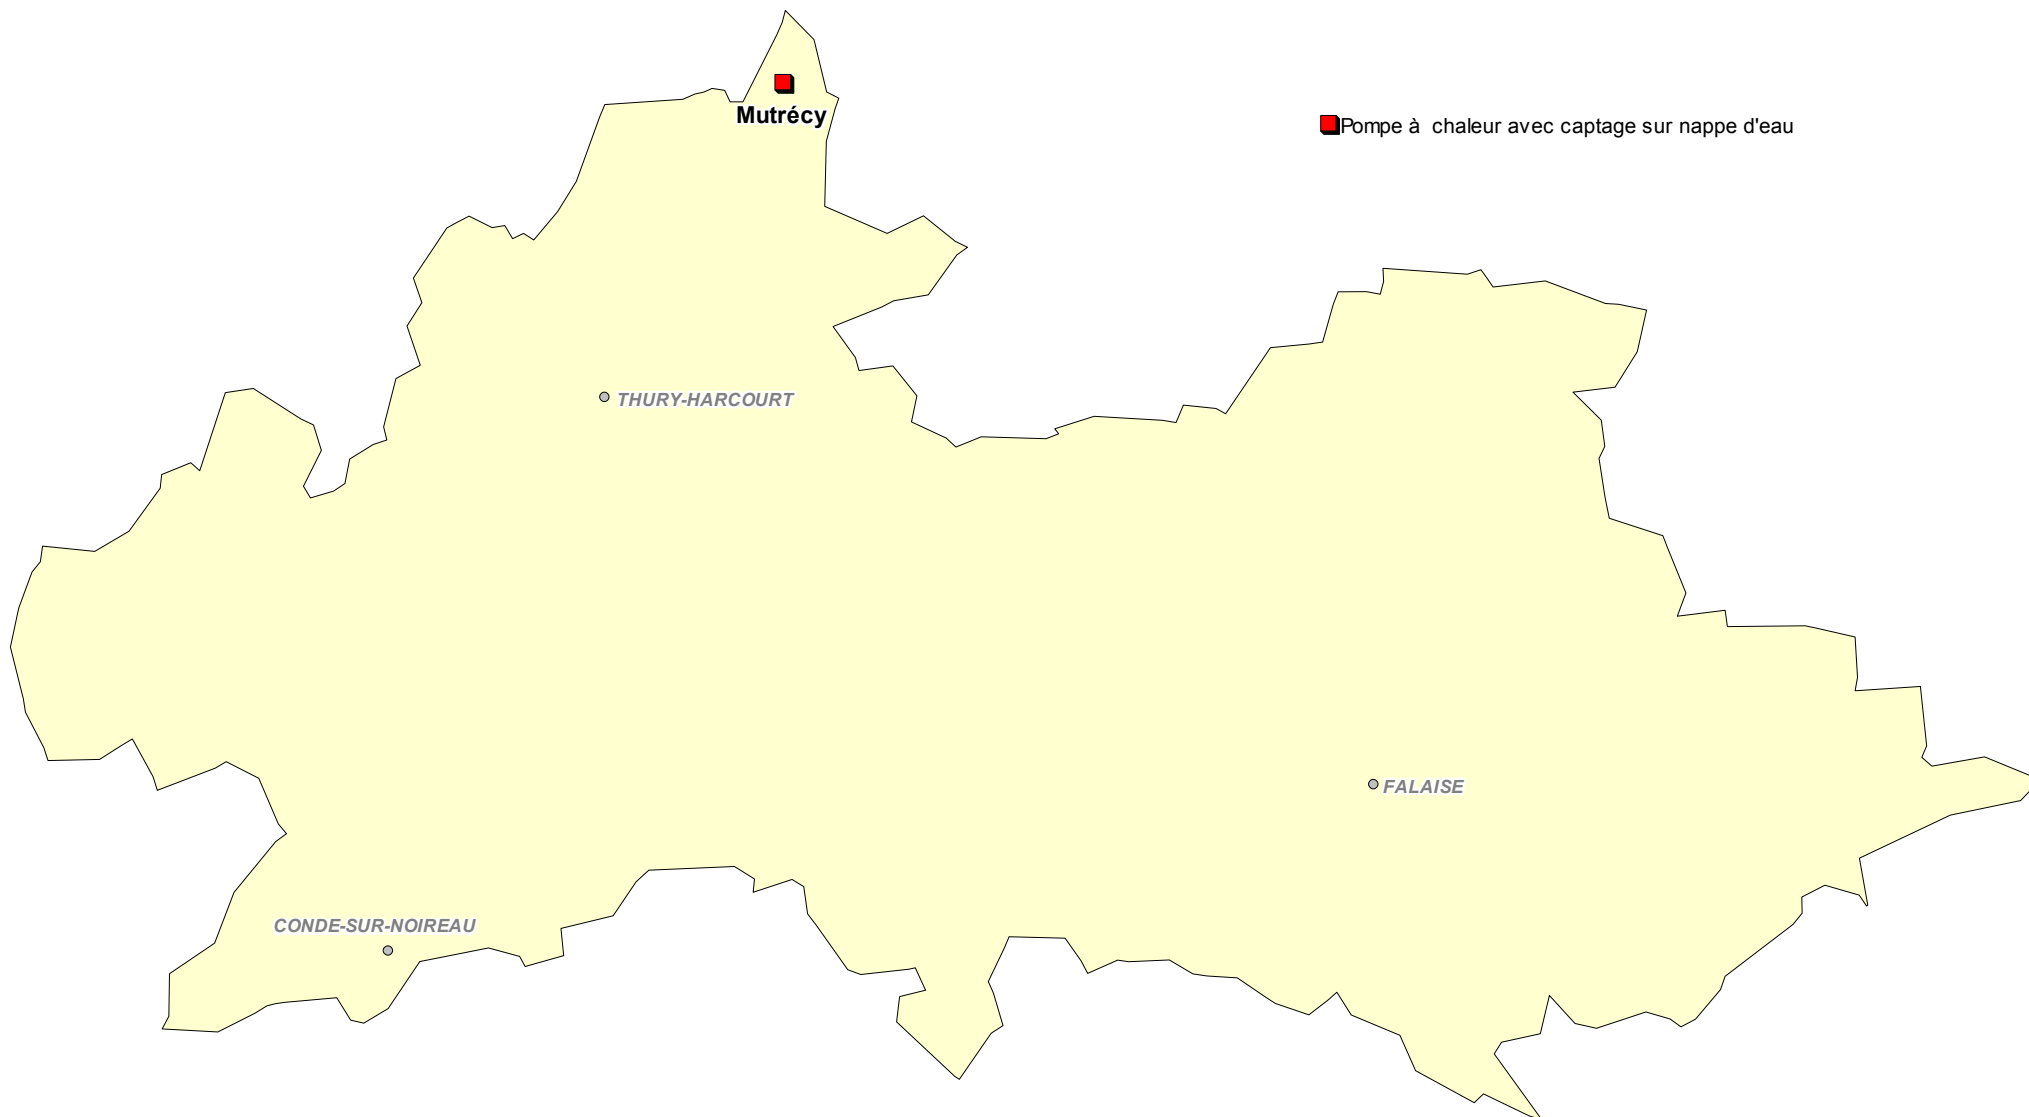 Mutrécy
Pompe à  chaleur avec captage sur nappe d'eau
THURY-HARCOURT
FALAISE
CONDE-SUR-NOIREAU